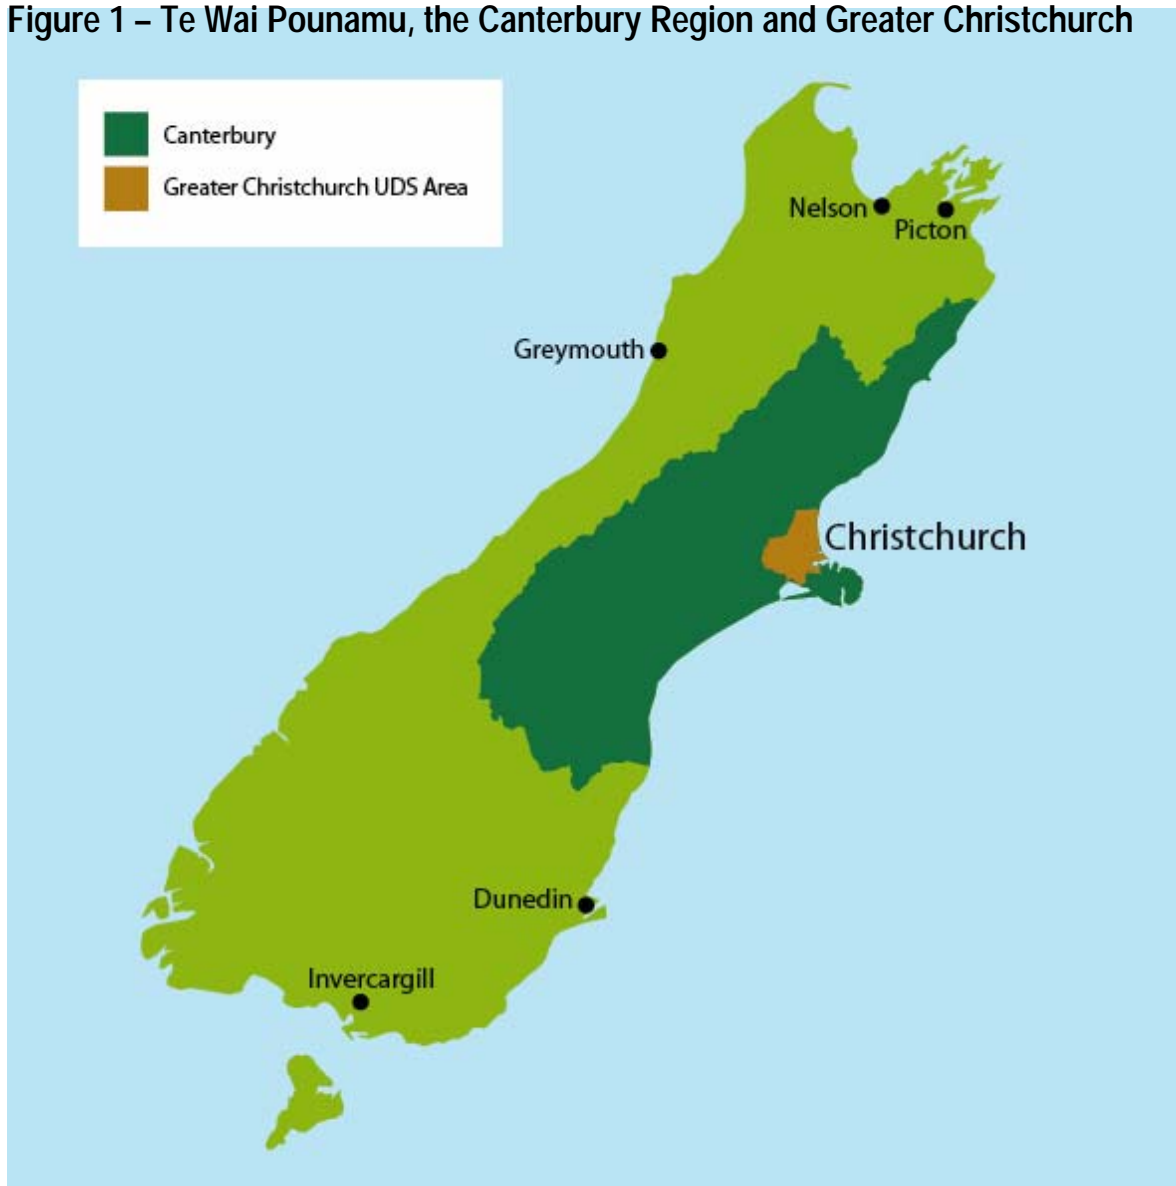 Figure 1 – Te Wai Pounamu, the Canterbury Region and Greater Christchurch
Canterbury
Greater Christchurch UDS Area
Nelson
Picton
Greymouth
Christchurch
Dunedin
Invercargill